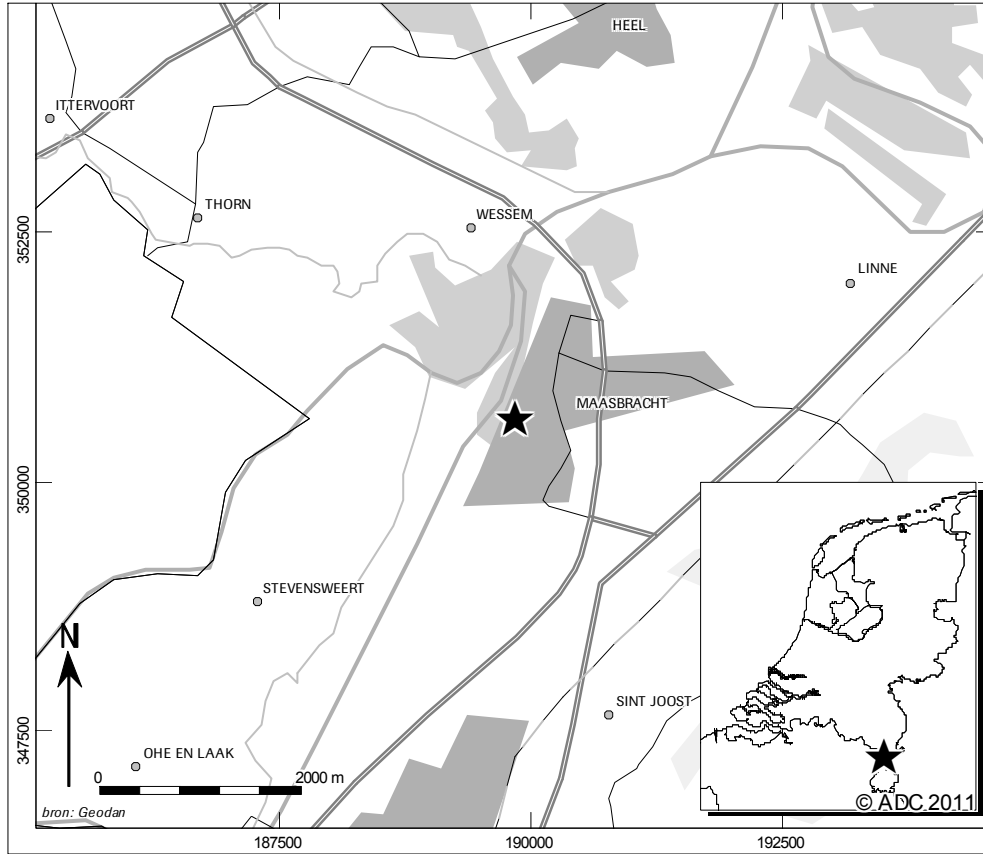 HEEL
ITTERVOORT
THORN
WESSEM
352500
LINNE
MAASBRACHT
350000
STEVENSWEERT
N
SINT JOOST
347500
OHE EN LAAK
0 2000 m
bron: Geodan
© ADC 2011
187500 190000 192500